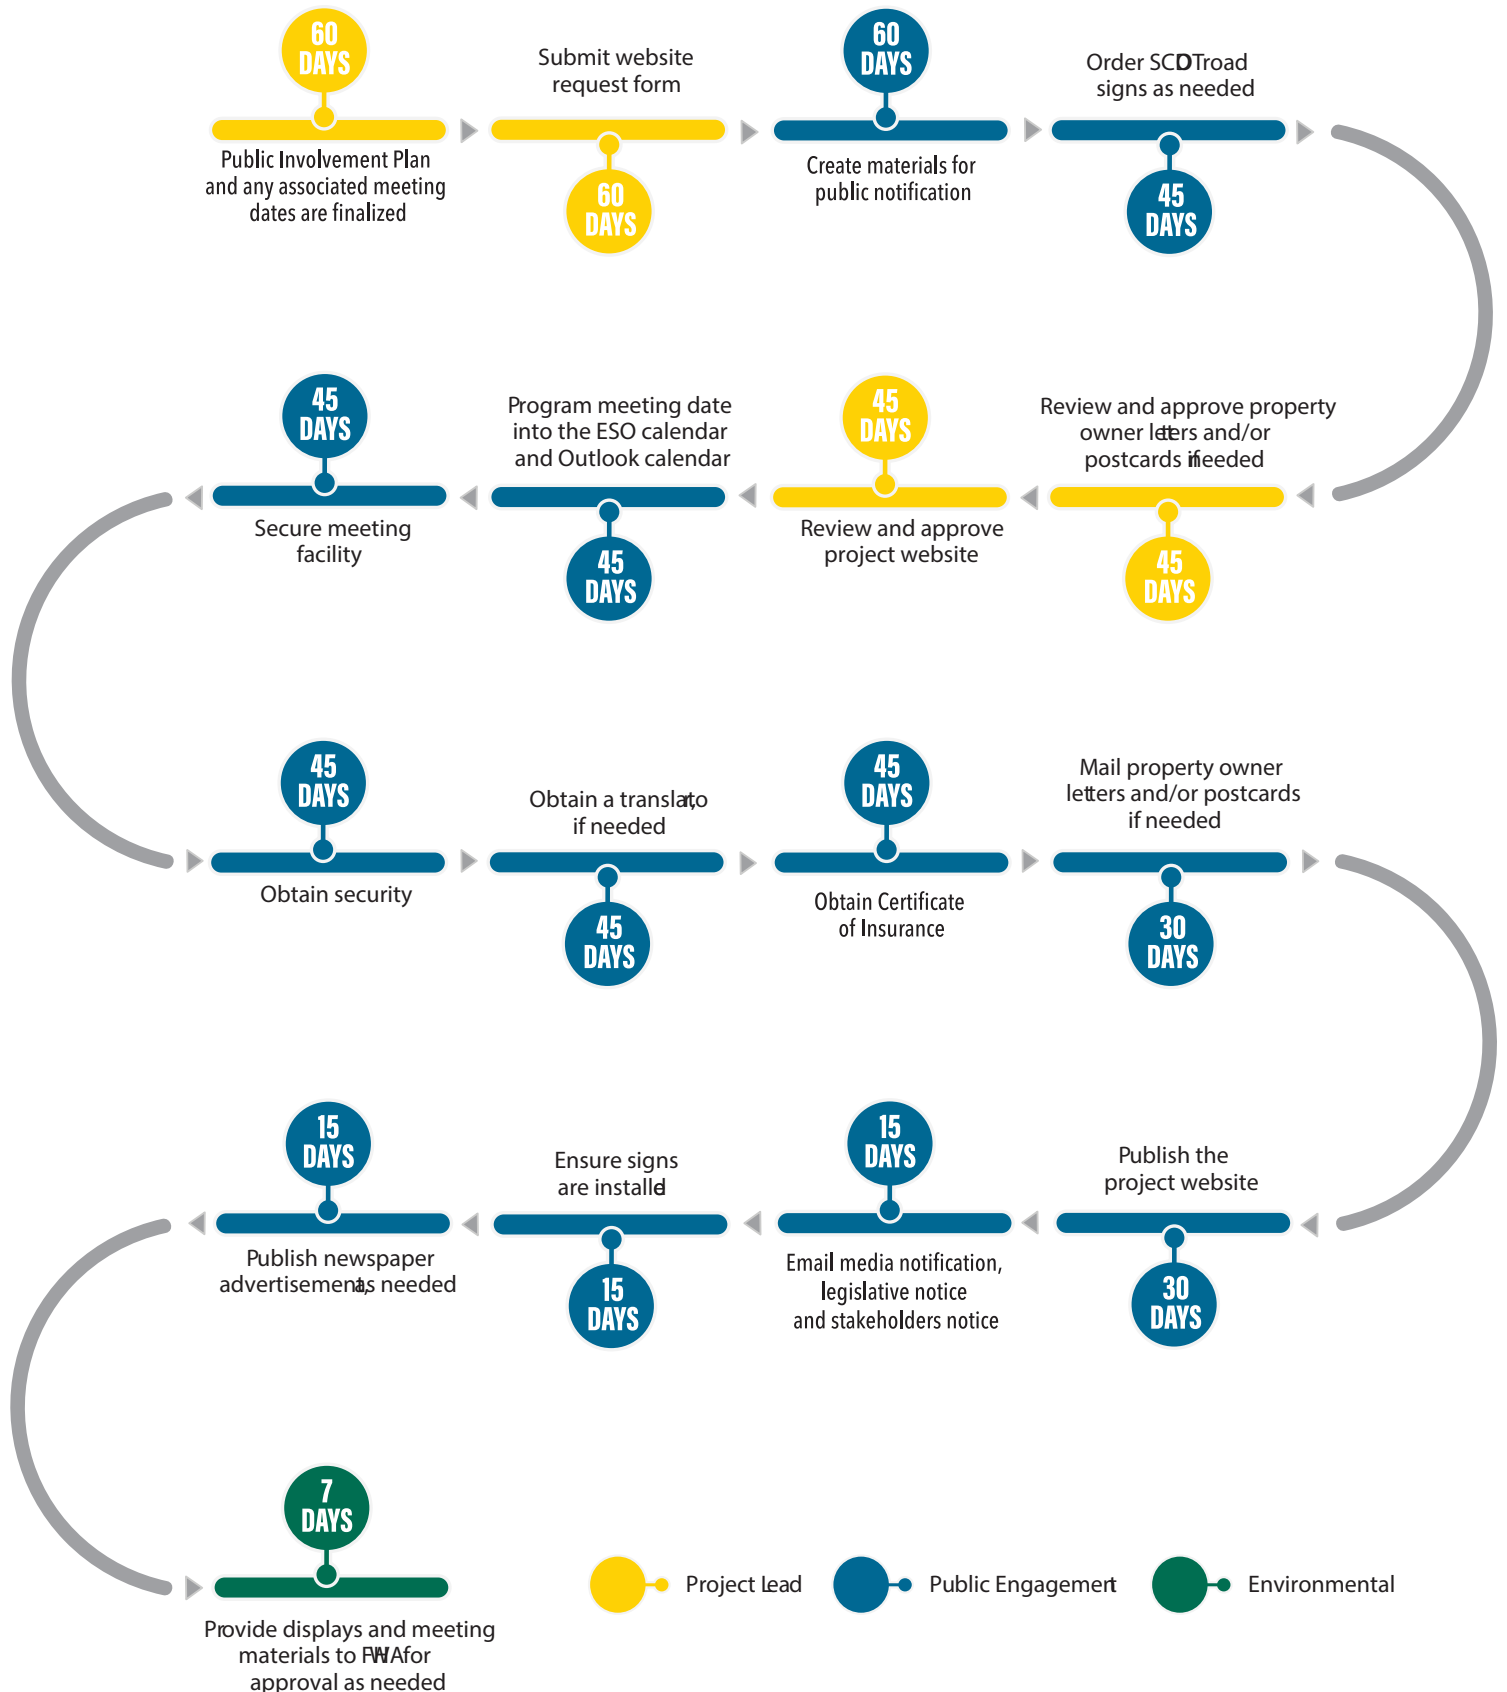 60
DAYS
Public Involvement Plan
and any associated meeting
dates are finalized
Submit website
request form
60
DAYS
60
DAYS
Create materials for
public notification
Order SCDOT road
signs as needed
45
DAYS
Review and approve property
owner letters and/or
postcards if needed
45
DAYS
45
DAYS
Review and approve
project website
Program meeting date
into the ESO calendar
and Outlook calendar
45
DAYS
45
DAYS
Secure meeting
facility
45
DAYS
Obtain security
Obtain a translator,
if needed
45
DAYS
45
DAYS
Obtain Certificate
of Insurance
Mail property owner
letters and/or postcards
if needed
30
DAYS
Publish the
project website
30
DAYS
15
DAYS
Email media notification,
legislative notice
and stakeholders notice
Ensure signs
are installed
15
DAYS
15
DAYS
Publish newspaper
advertisement, as needed
7
DAYS
Provide displays and meeting
materials to FHWA for
approval as needed
Project Lead
Public Engagement
Environmental